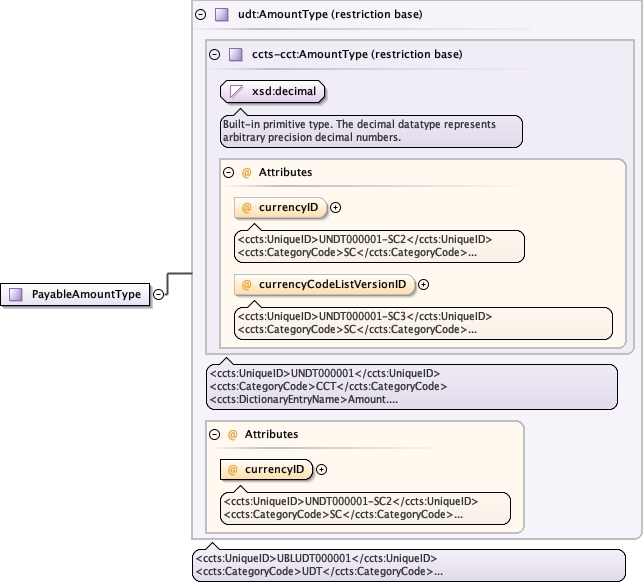 udt:AmountType (restriction base)
ccts-cct:AmountType (restriction base)
xsd:decimal
Built-in primitive type. The decimal datatype represents
arbitrary precision decimal numbers.
@ Attributes
@ currencyID
<ccts:UniqueID>UNDT000001-SC2</ccts:UniqueID>
<ccts:CategoryCode>SC</ccts:CategoryCode>...
@ currencyCodeListVersionID
<ccts:UniqueID>UNDT000001-SC3</ccts:UniqueID>
<ccts:CategoryCode>SC</ccts:CategoryCode>...
PayableAmountType
<ccts:UniqueID>UNDT000001</ccts:UniqueID>
<ccts:CategoryCode>CCT</ccts:CategoryCode>
<ccts:DictionaryEntryName>Amount....
@ Attributes
@ currencyID
<ccts:UniqueID>UNDT000001-SC2</ccts:UniqueID>
<ccts:CategoryCode>SC</ccts:CategoryCode>...
<ccts:UniqueID>UBLUDT000001</ccts:UniqueID>
<ccts:CategoryCode>UDT</ccts:CategoryCode>...